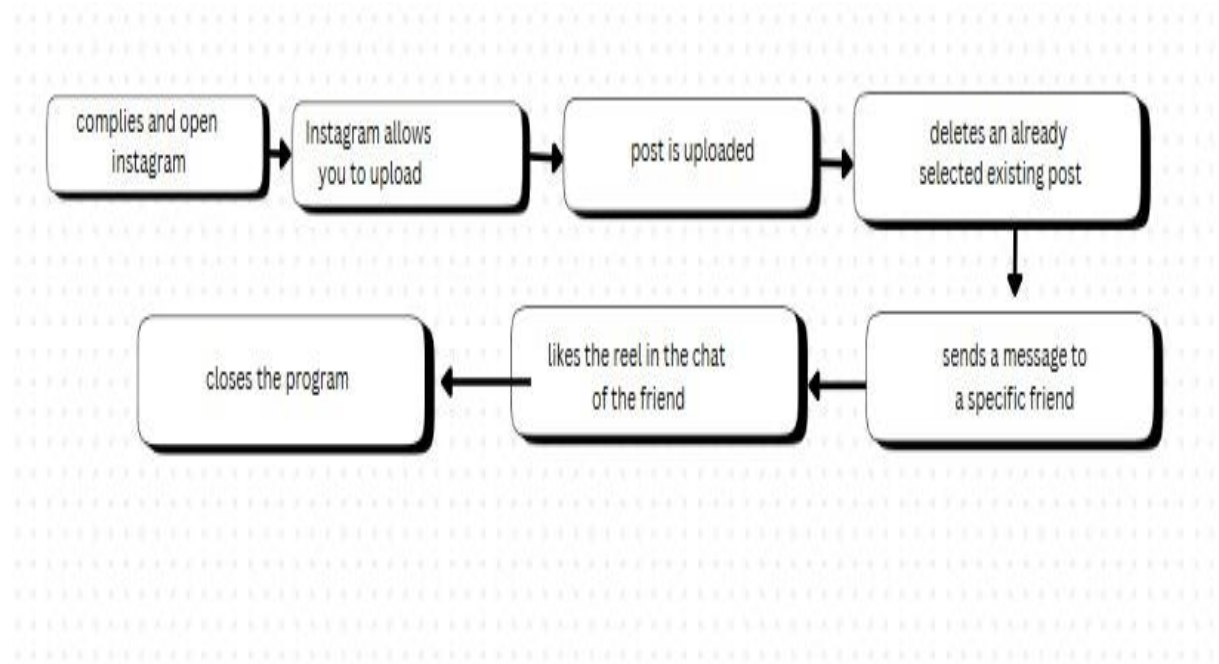 complies and open
instagram
Instagram allows
you to upload
post is uploaded
deletes an already
selected existing post
sends a message to
a specific friend
likes the reel in the chat
of the friend
closes the program